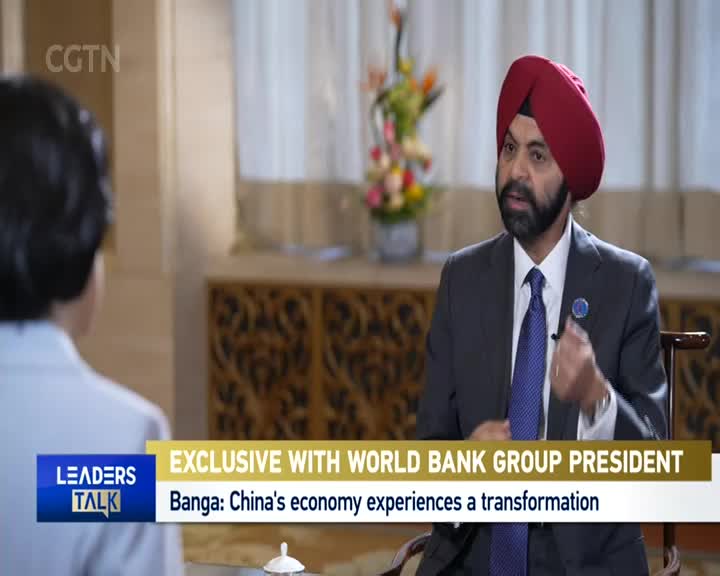 CGTN
EXCLUSIVE WITH WORLD BANK GROUP PRESIDENT
LEADERS
TALK
Banga: China's economy experiences a transformation